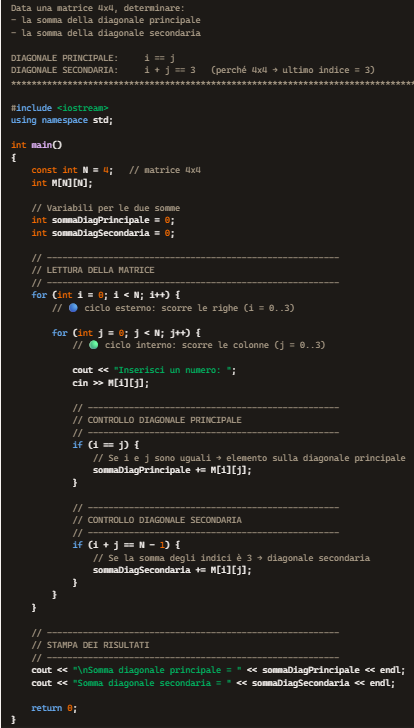 Data una matrice 4x4, determinare:
- la somma della diagonale principale
- la somma della diagonale secondaria
DIAGONALE PRINCIPALE:     i == j
DIAGONALE SECONDARIA:     i + j == 3   (perché 4x4 → ultimo indice = 3)
******************************************************************************
#include <iostream>
using namespace std;
int main()
{
    const int N = 4;   // matrice 4x4
    int M[N][N];
    // Variabili per le due somme
    int sommaDiagPrincipale = 0;
    int sommaDiagSecondaria = 0;
    // --------------------------------------------------------
    // LETTURA DELLA MATRICE
    // --------------------------------------------------------
    for (int i = 0; i < N; i++) {
        // 🔵 ciclo esterno: scorre le righe (i = 0..3)
        for (int j = 0; j < N; j++) {
            // 🟢 ciclo interno: scorre le colonne (j = 0..3)
            cout << "Inserisci un numero: ";
            cin >> M[i][j];
            // ------------------------------------------------
            // CONTROLLO DIAGONALE PRINCIPALE
            // ------------------------------------------------
            if (i == j) {
                // Se i e j sono uguali → elemento sulla diagonale principale
                sommaDiagPrincipale += M[i][j];
            }
            // ------------------------------------------------
            // CONTROLLO DIAGONALE SECONDARIA
            // ------------------------------------------------
            if (i + j == N - 1) {
                // Se la somma degli indici è 3 → diagonale secondaria
                sommaDiagSecondaria += M[i][j];
            }
        }
    }
    // --------------------------------------------------------
    // STAMPA DEI RISULTATI
    // --------------------------------------------------------
    cout << "\nSomma diagonale principale = " << sommaDiagPrincipale << endl;
    cout << "Somma diagonale secondaria = " << sommaDiagSecondaria << endl;
    return 0;
}